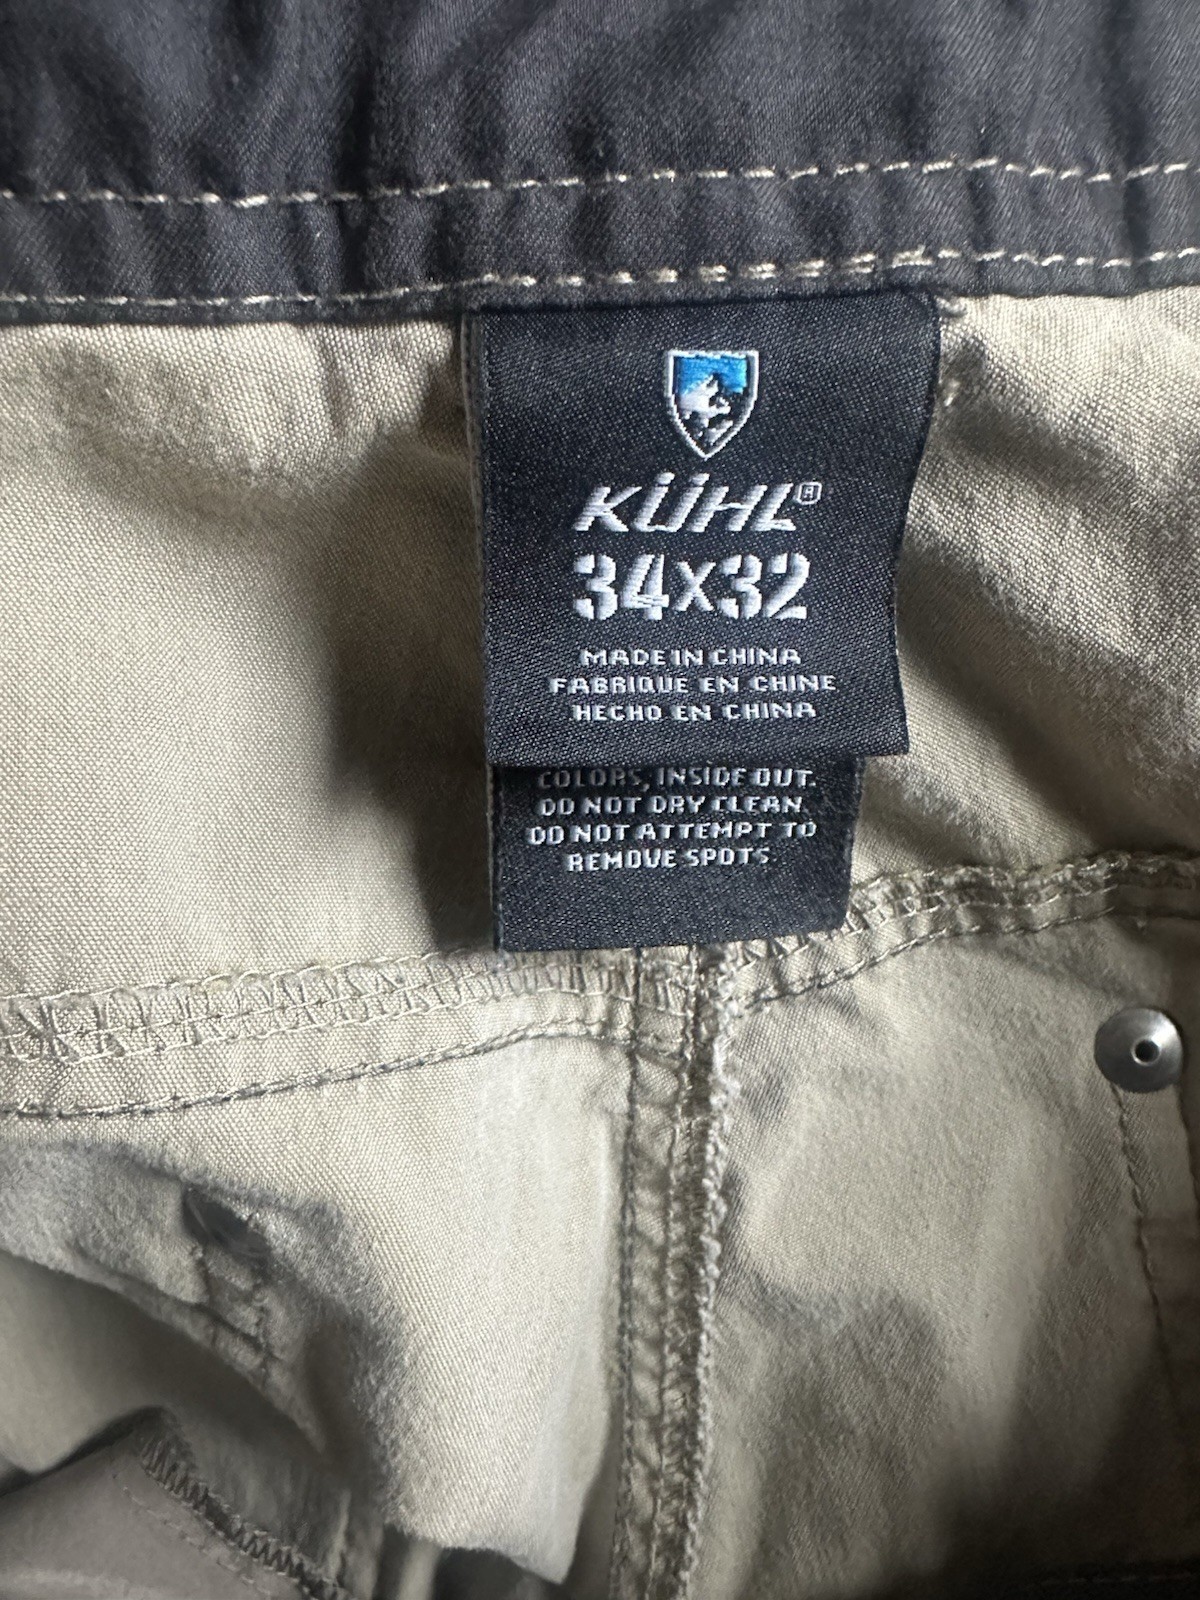 KÜHL®
34X32
MADE IN CHINA
FABRIQUE EN CHINE
HECHO EN CHINA
COLORS, INSIDE OUT.
DO NOT DRY CLEAN
DO NOT ATTEMPT TO
REMOVE SPOTS